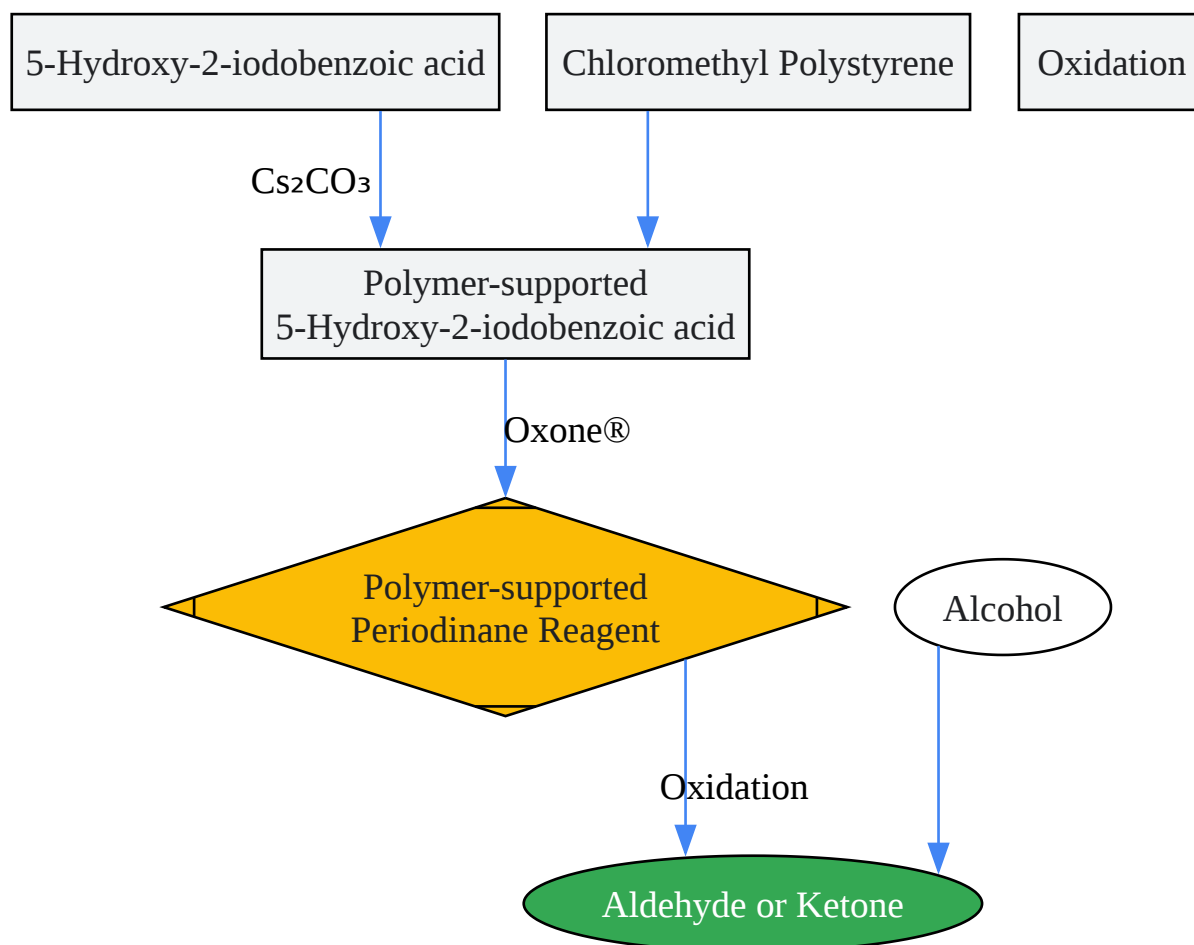 5-Hydroxy-2-iodobenzoic acid
Chloromethyl Polystyrene
Oxidation
Cs₂CO₃
Polymer-supported
5-Hydroxy-2-iodobenzoic acid
Oxone®
Polymer-supported
Periodinane Reagent
Alcohol
Oxidation
Aldehyde or Ketone